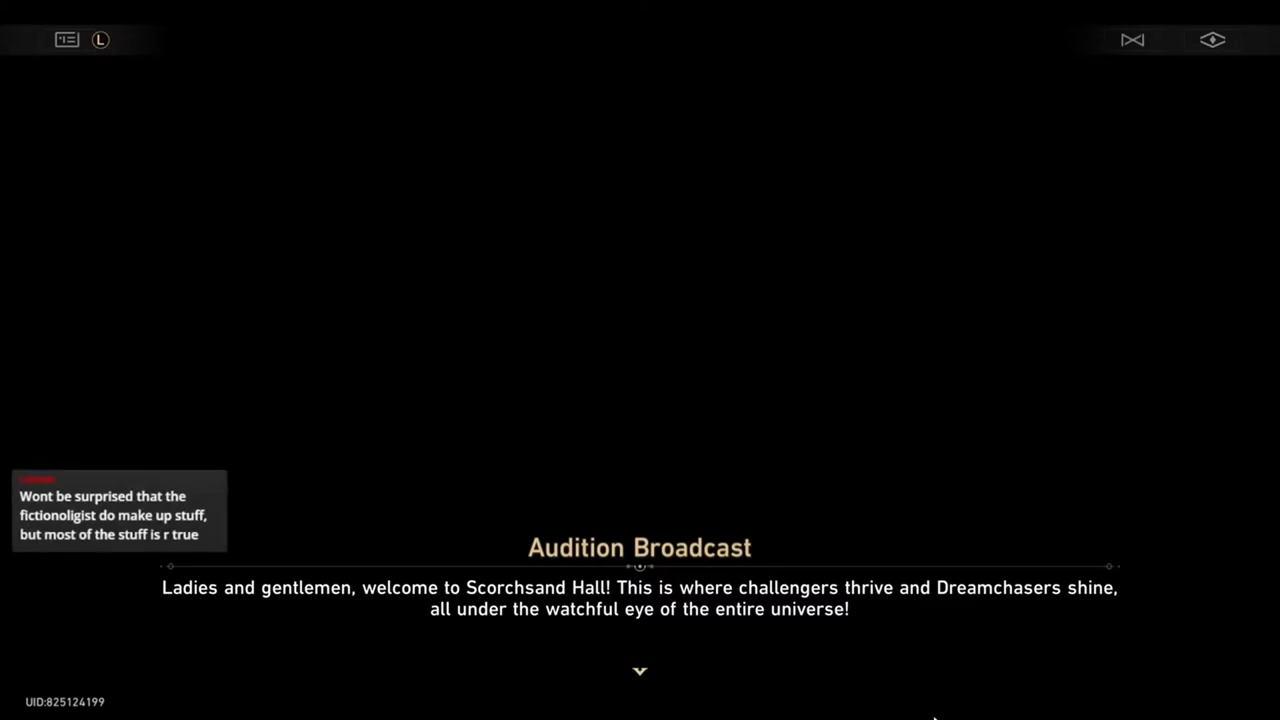 L
Wont be surprised that the
fictionoligist do make up stuff,
but most of the stuff is r true
Audition Broadcast
Ladies and gentlemen, welcome to Scorchsand Hall! This is where challengers thrive and Dreamchasers shine,
all under the watchful eye of the entire universe!
UID:825124199